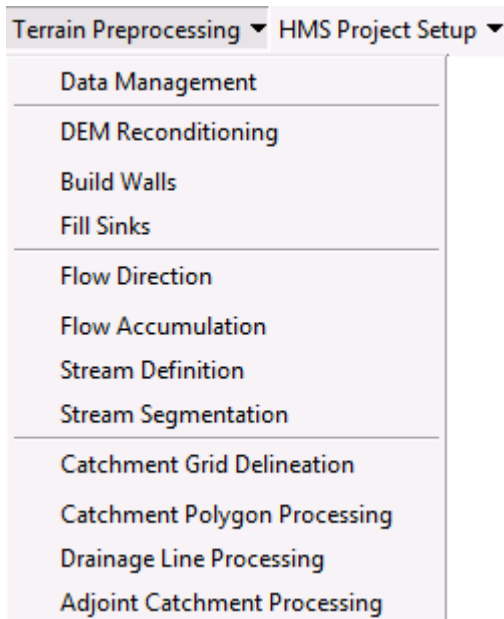 Terrain Preprocessing ▼ HMS Project Setup ▼
Data Management
DEM Reconditioning
Build Walls
Fill Sinks
Flow Direction
Flow Accumulation
Stream Definition
Stream Segmentation
Catchment Grid Delineation
Catchment Polygon Processing
Drainage Line Processing
Adjoint Catchment Processing